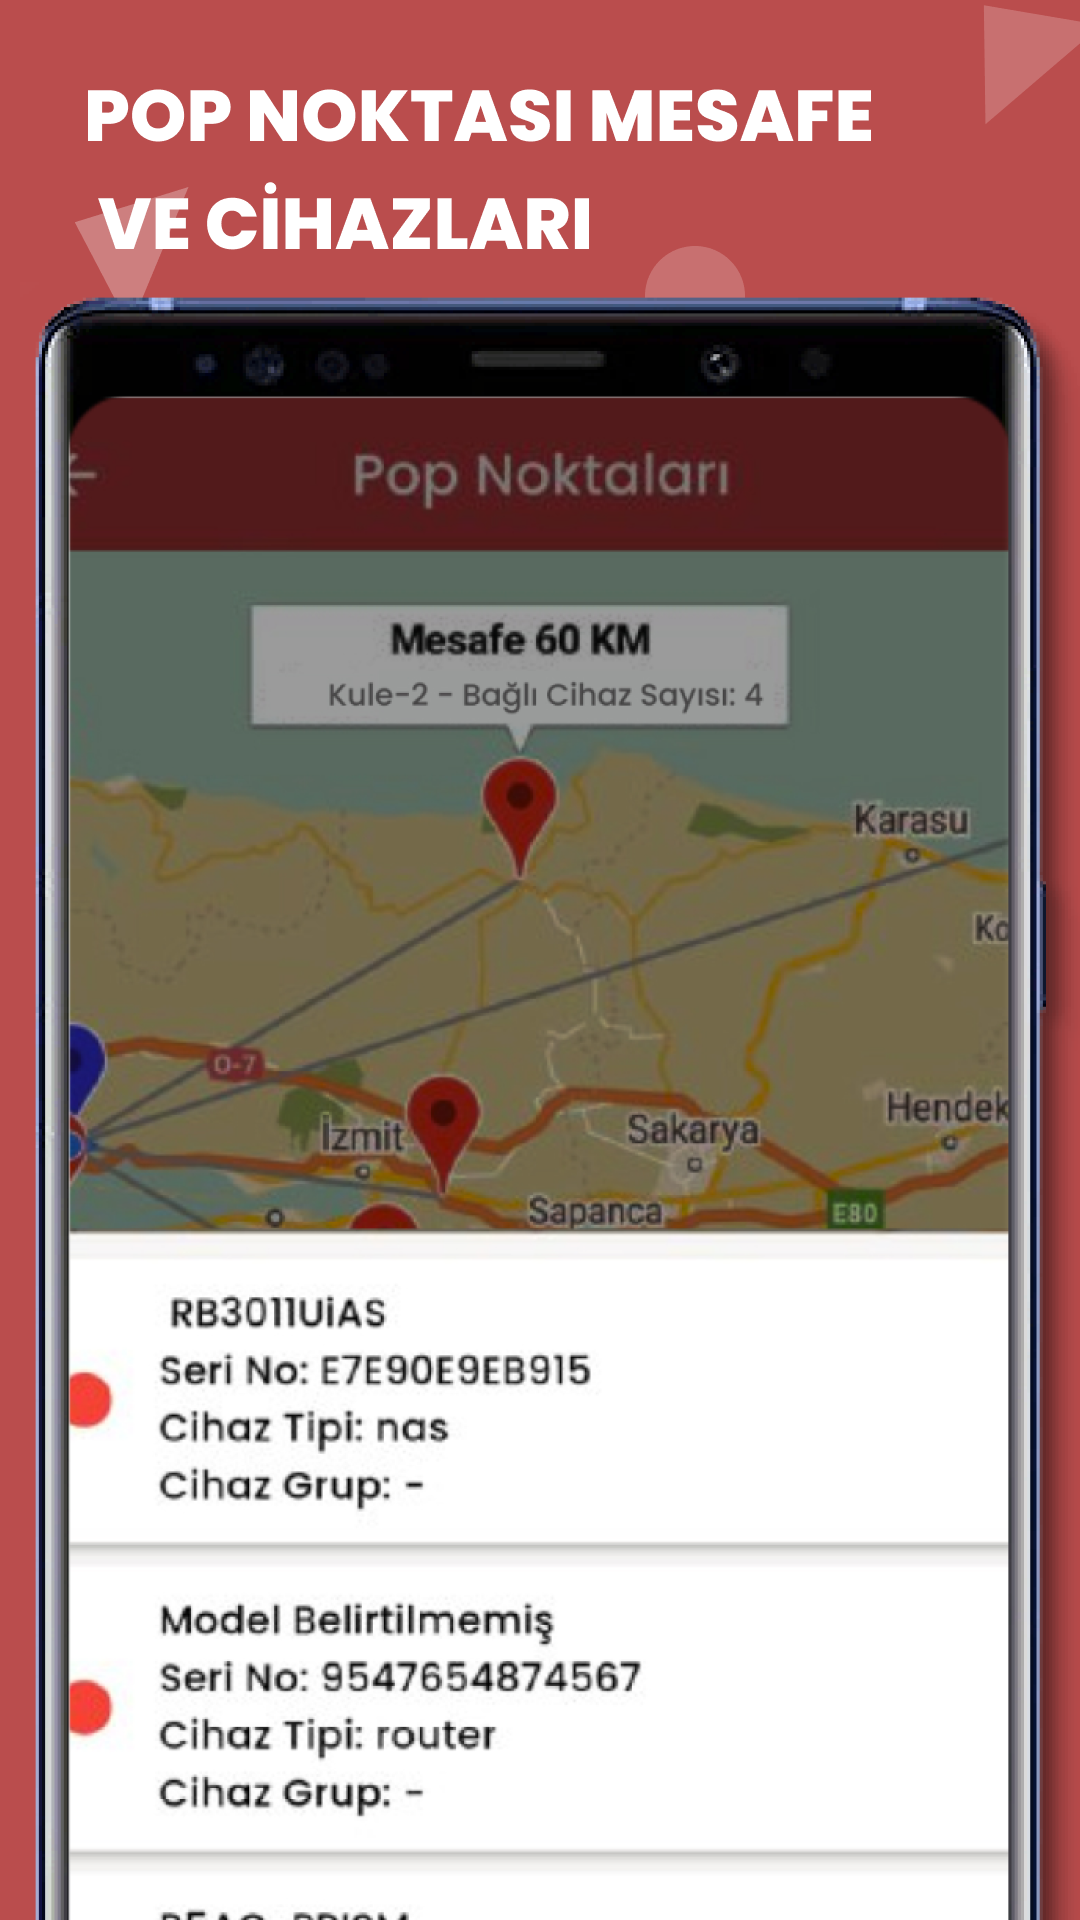 POP NOKTASI MESAFE
VE CİHAZLARI
Pop Noktaları
Mesafe 60 KM
Kule-2 - Bağlı Cihaz Sayısı: 4
Karasu
Ko
O-7
Hendek
İzmit
Sakarya
Sapanca
E80
RB3011UiAS
Seri No: E7E90E9EB915
Cihaz Tipi: nas
Cihaz Grup: -
Model Belirtilmemiş
Seri No: 9547654874567
Cihaz Tipi: router
Cihaz Grup: -